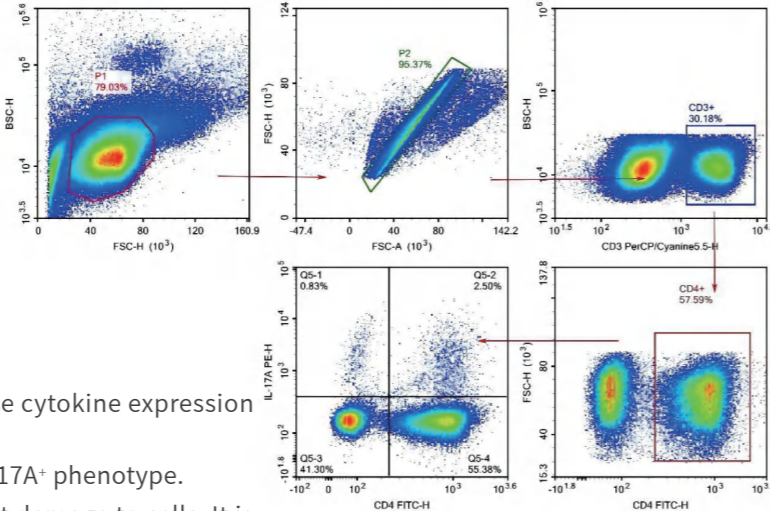 10^5.6
10^5
10^4
10^3.5
BSC-H
P1
79.03%
0 40 80 120 160.9
FSC-H (10^3)
124
80
40
0
FSC-H (10^3)
P2
95.37%
-47.4 0 40 80 142.2
FSC-A (10^3)
10^6
10^5
10^4
10^3.5
BSC-H
CD3+
30.18%
10^1.5 10^2 10^3 10^4.
CD3 PerCP/Cyanine5.5-H
10^5
10^4
10^3
10^2
-10^1.8
IL-17A PE-H
Q5-1
0.83%
Q5-2
2.50%
Q5-3
41.30%
Q5-4
55.38%
-10^2 0 10^2 10^3 10^3.6
CD4 FITC-H
137.8
80
40
15.3
FSC-H (10^3)
CD4+
57.59%
-10^1.8 10^2 10^3 10^3.6
CD4 FITC-H
e cytokine expression
17A⁺ phenotype.